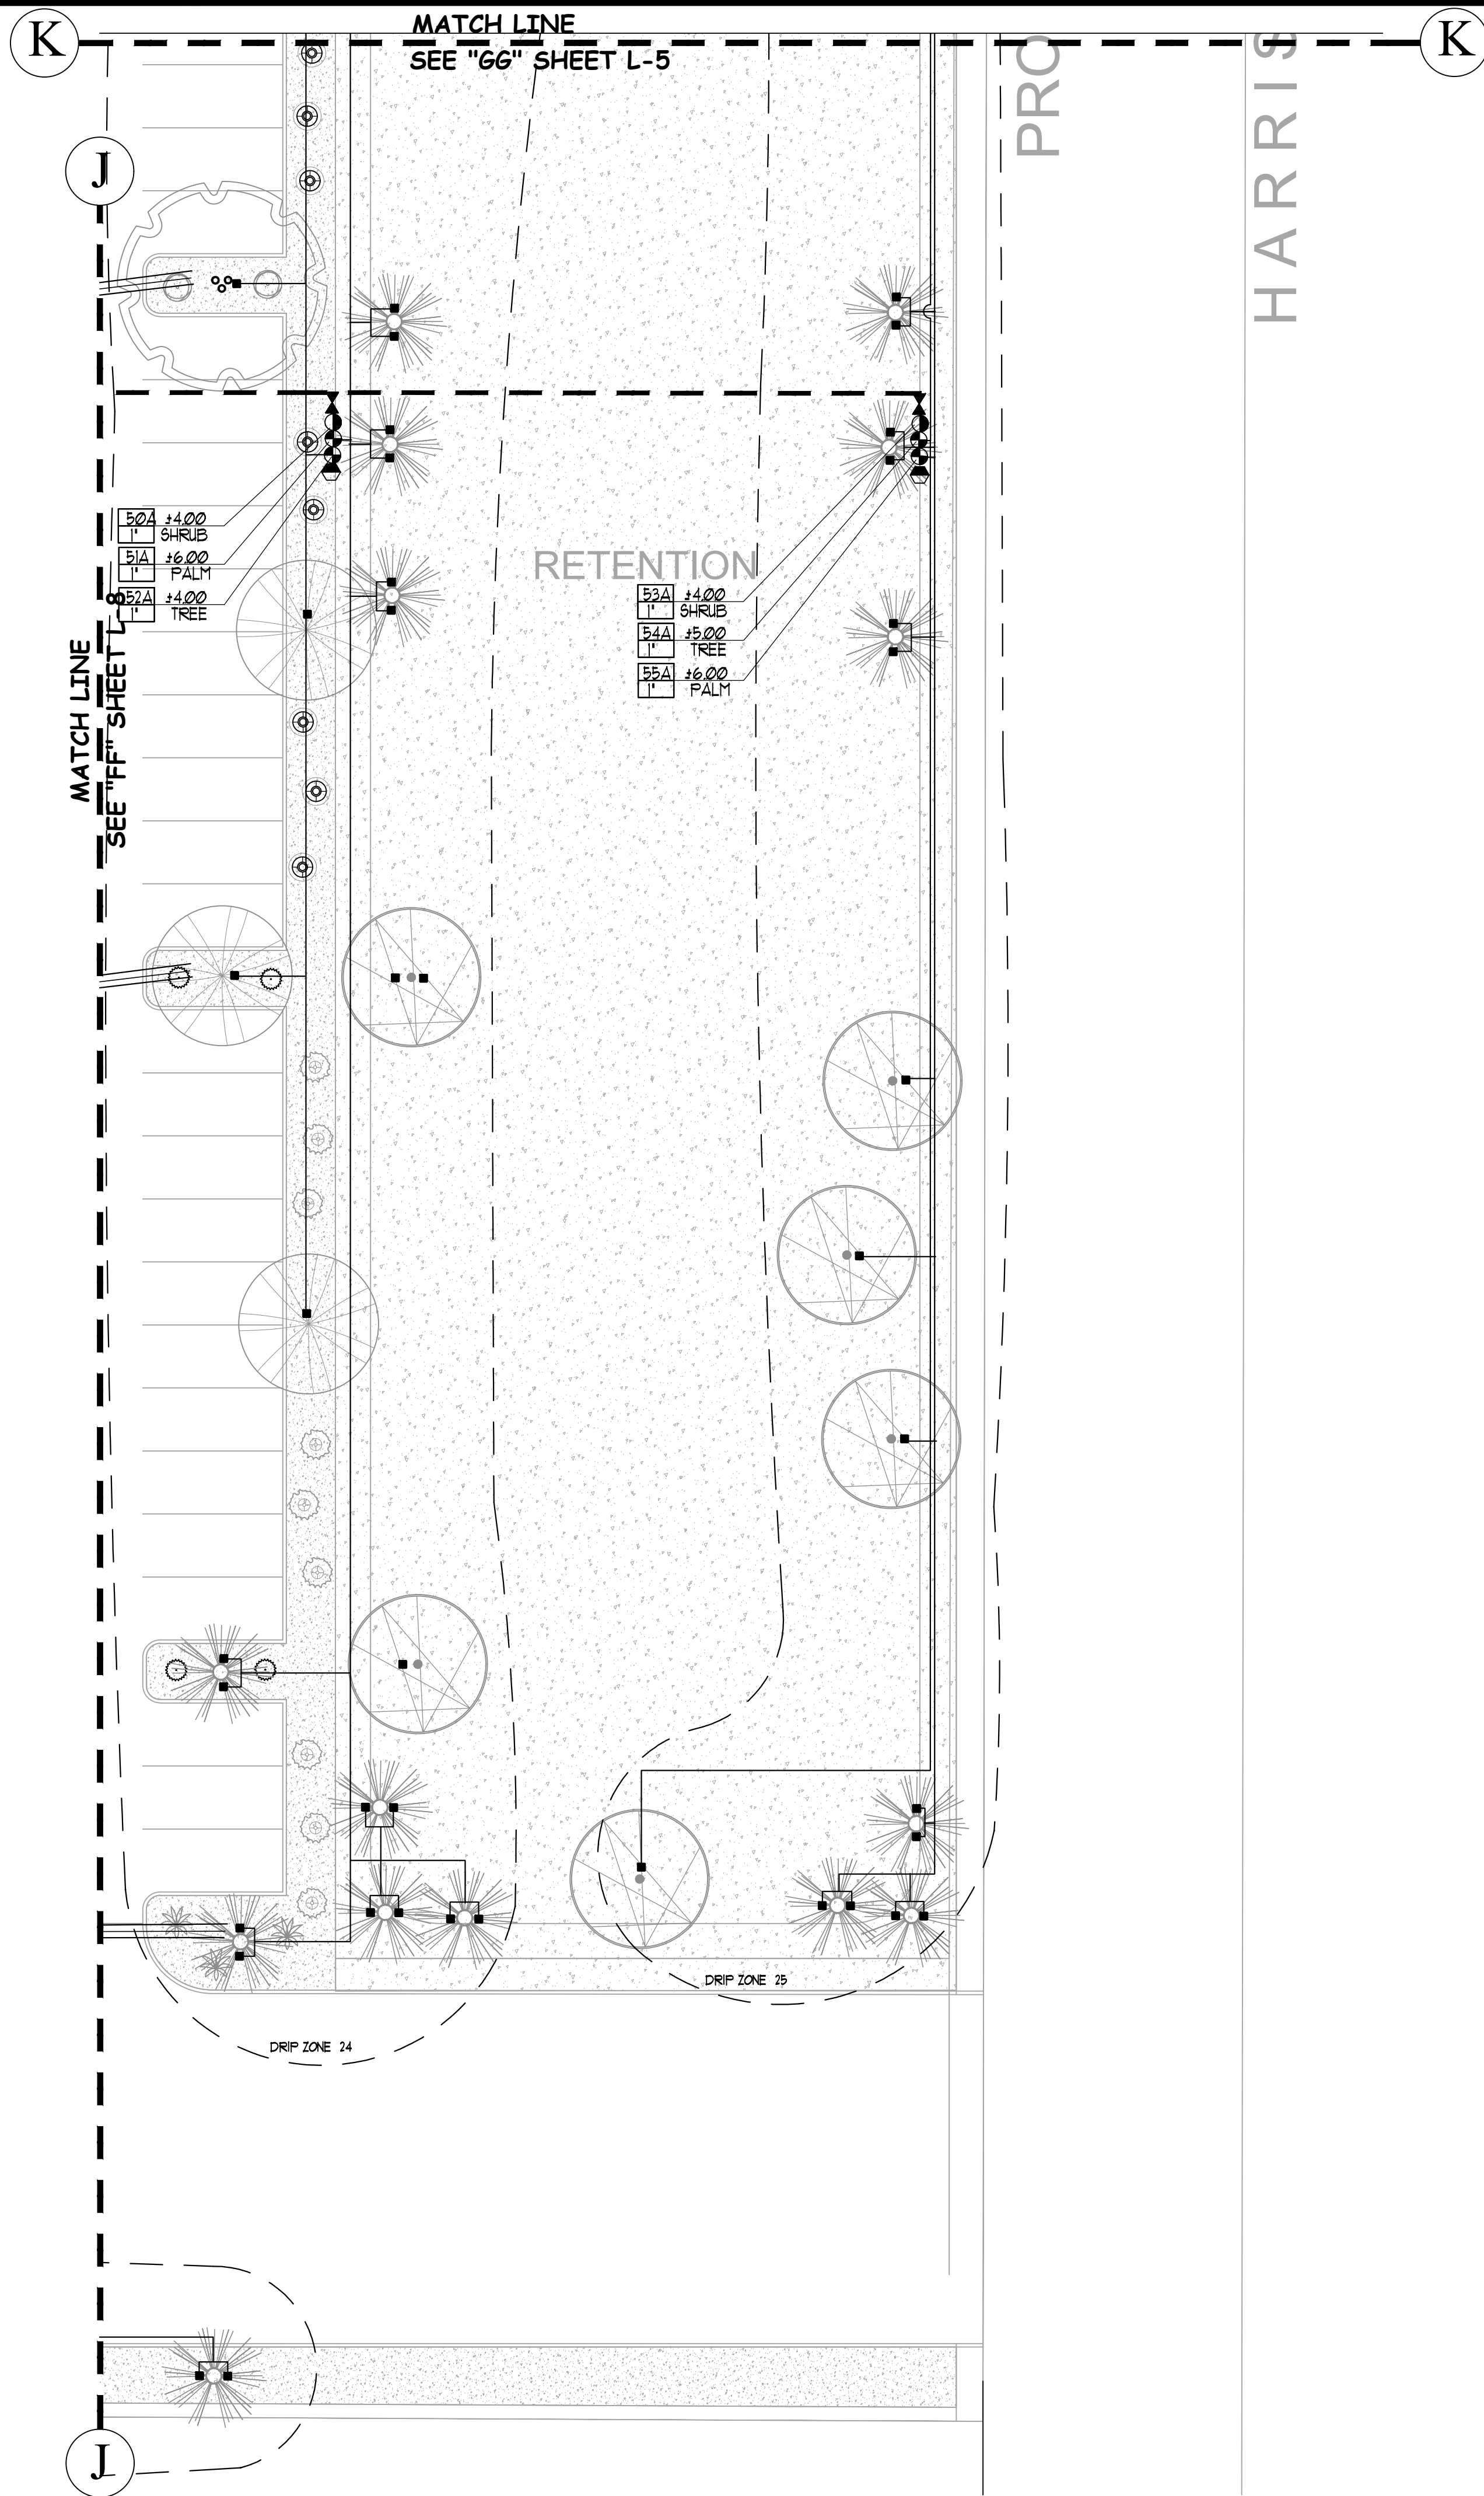 K
MATCH LINE
SEE "GG" SHEET L-5
K
PRO
HARRIS
J
RETENTION
50A ±4.00
1" SHRUB
51A ±6.00
1" PALM
52A ±4.00
1" TREE
53A ±4.00
1" SHRUB
54A ±5.00
1" TREE
55A ±6.00
1" PALM
MATCH LINE
SEE "FF" SHEET L-8
DRIP ZONE 25
DRIP ZONE 24
J